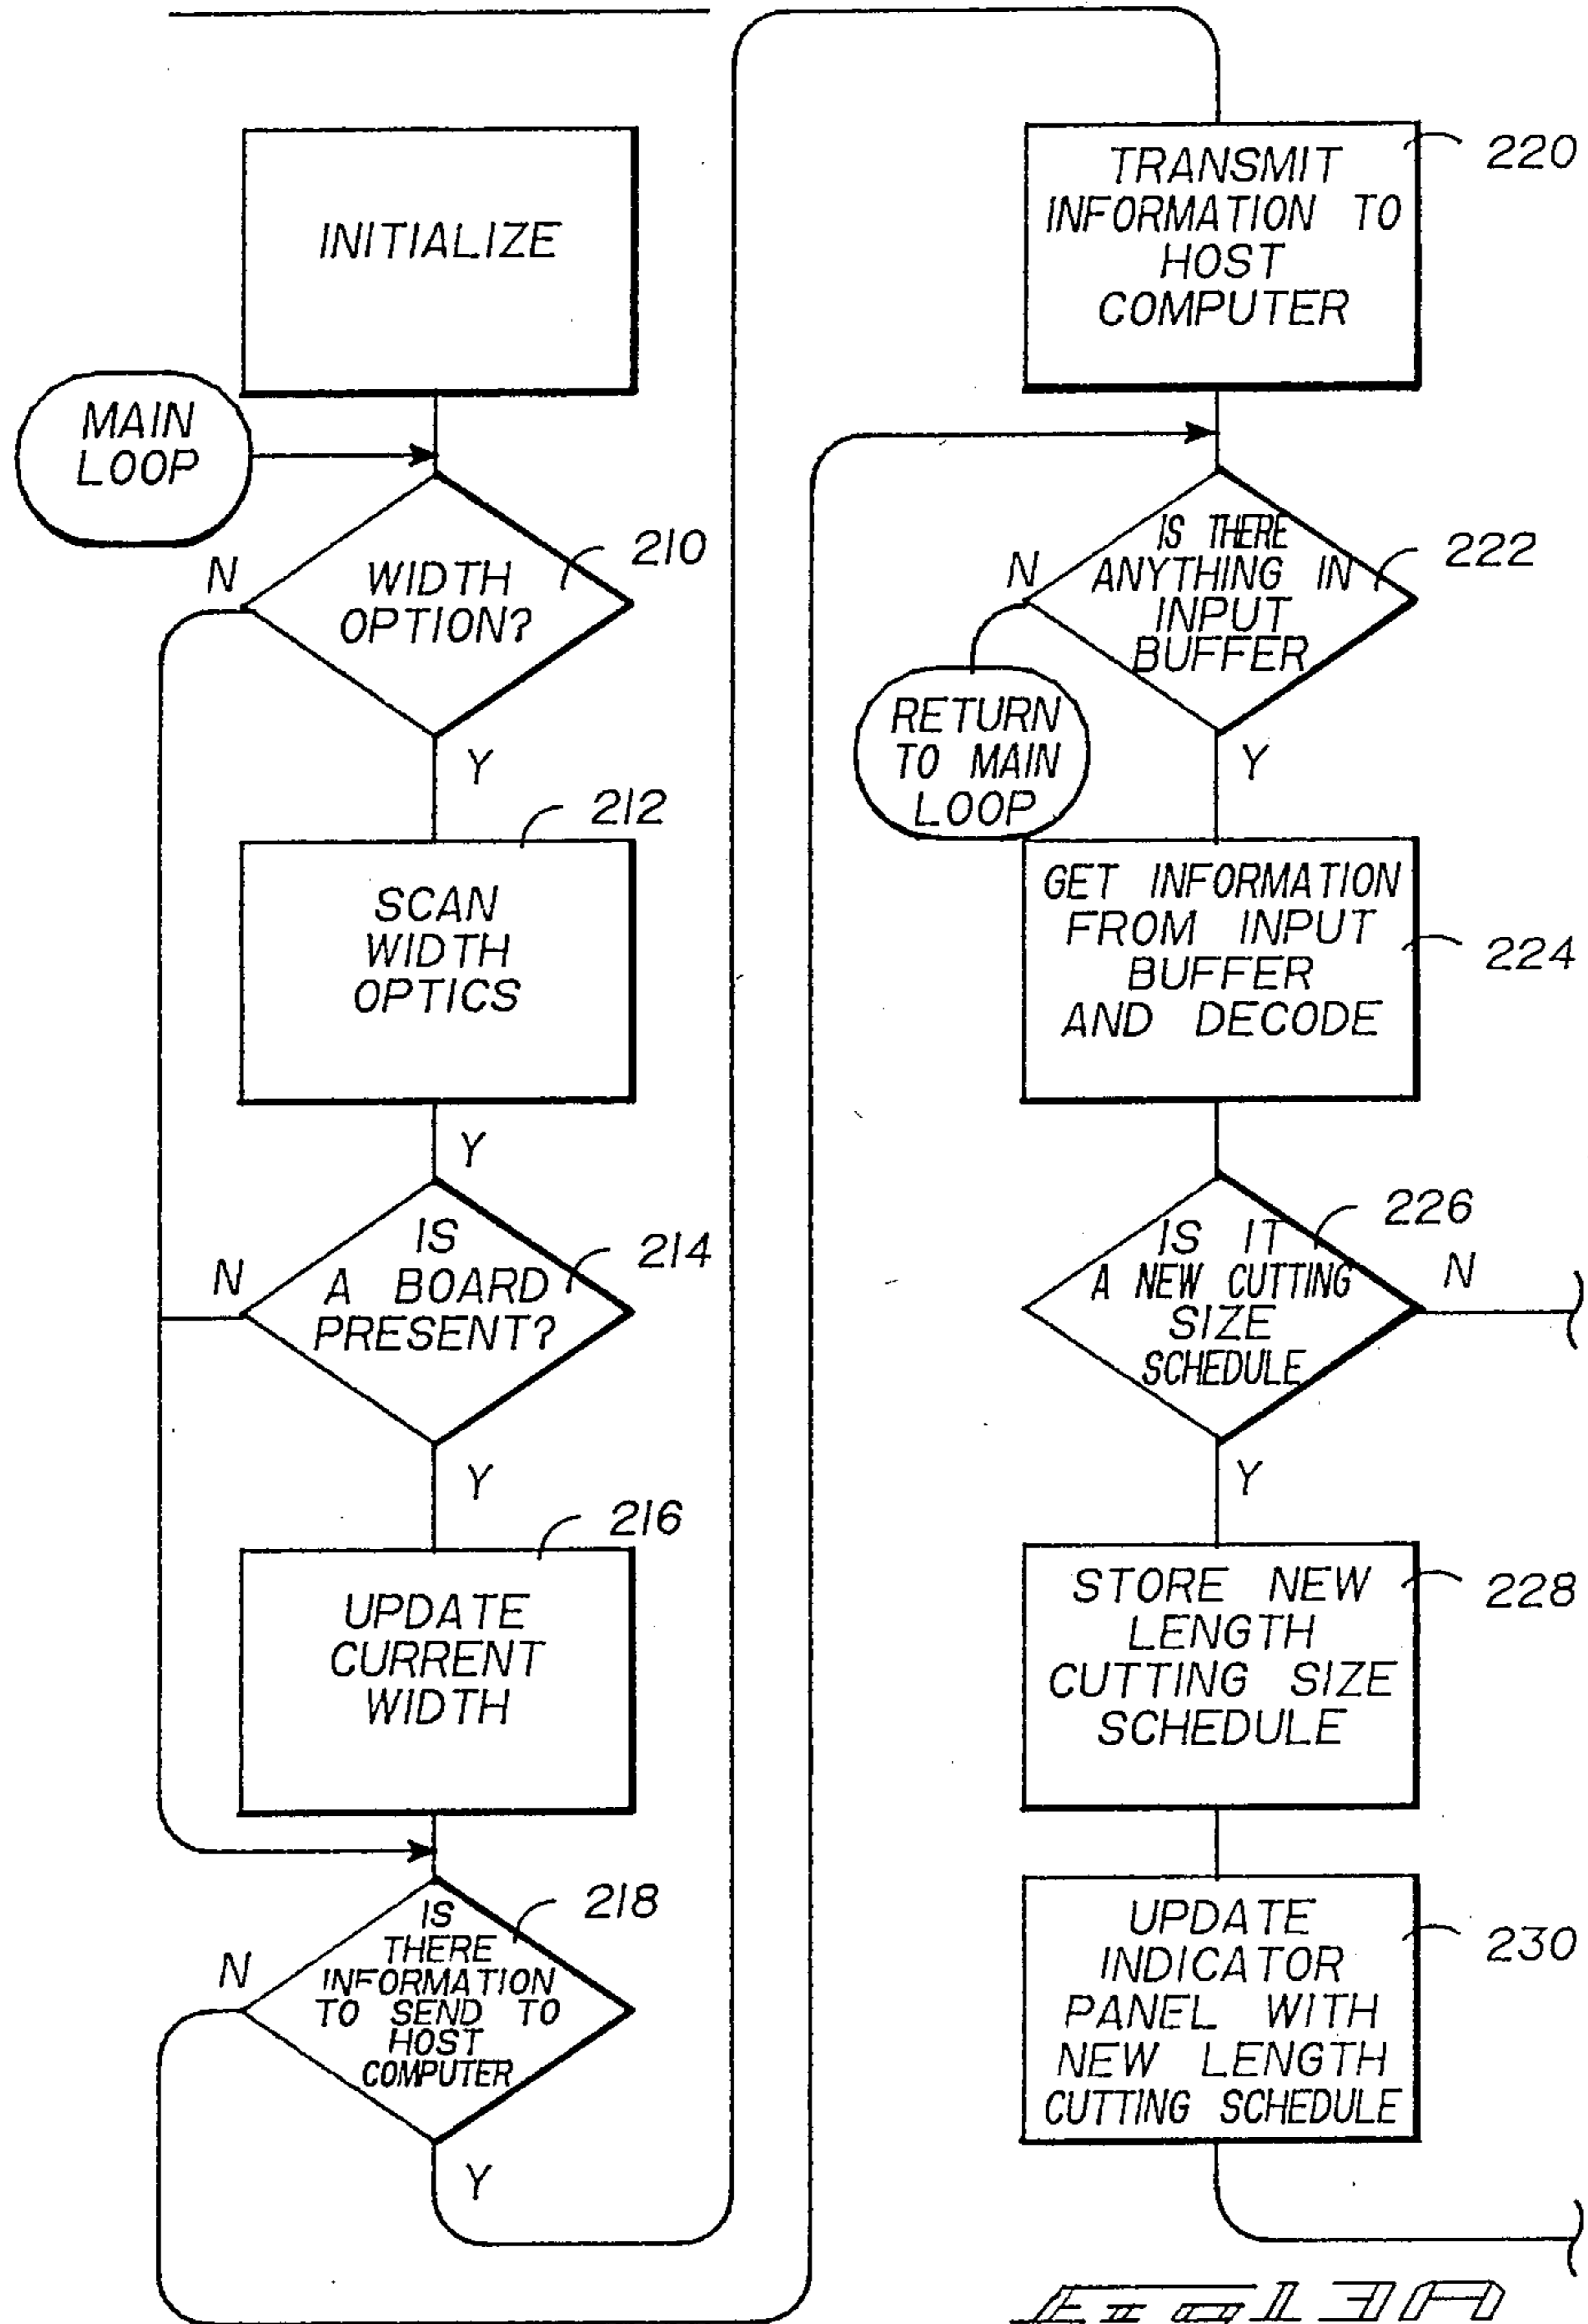 INITIALIZE
MAIN
LOOP
210
N
WIDTH
OPTION?
Y
212
SCAN
WIDTH
OPTICS
Y
214
N
IS
A BOARD
PRESENT?
Y
216
UPDATE
CURRENT
WIDTH
218
N
IS
THERE
INFORMATION
TO SEND TO
HOST
COMPUTER
Y
220
TRANSMIT
INFORMATION TO
HOST
COMPUTER
222
N
IS THERE
ANYTHING IN
INPUT
BUFFER
RETURN
TO MAIN
LOOP
Y
GET INFORMATION
FROM INPUT
BUFFER
AND DECODE
224
226
IS IT
A NEW CUTTING
SIZE
SCHEDULE
N
Y
STORE NEW
LENGTH
CUTTING SIZE
SCHEDULE
228
UPDATE
INDICATOR
PANEL WITH
NEW LENGTH
CUTTING SCHEDULE
230
Fig 13A